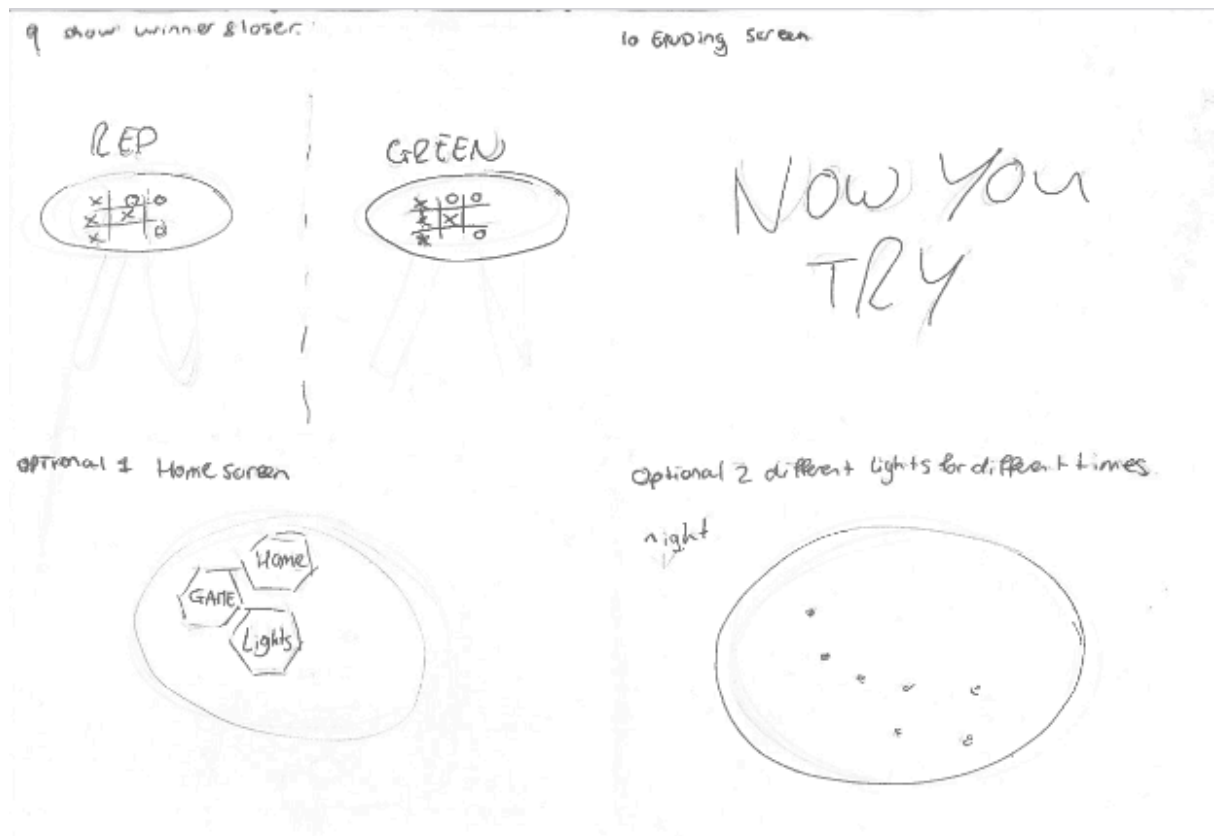 9 show winner & loser.
RED
X O O
X X
X O
GREEN
X O O
X X
X O
10 ENDing screen
NOW YOU
TRY
OPTIonal 1 Home screen
Home
GAME
Lights
Optional 2 different Lights for different times
night